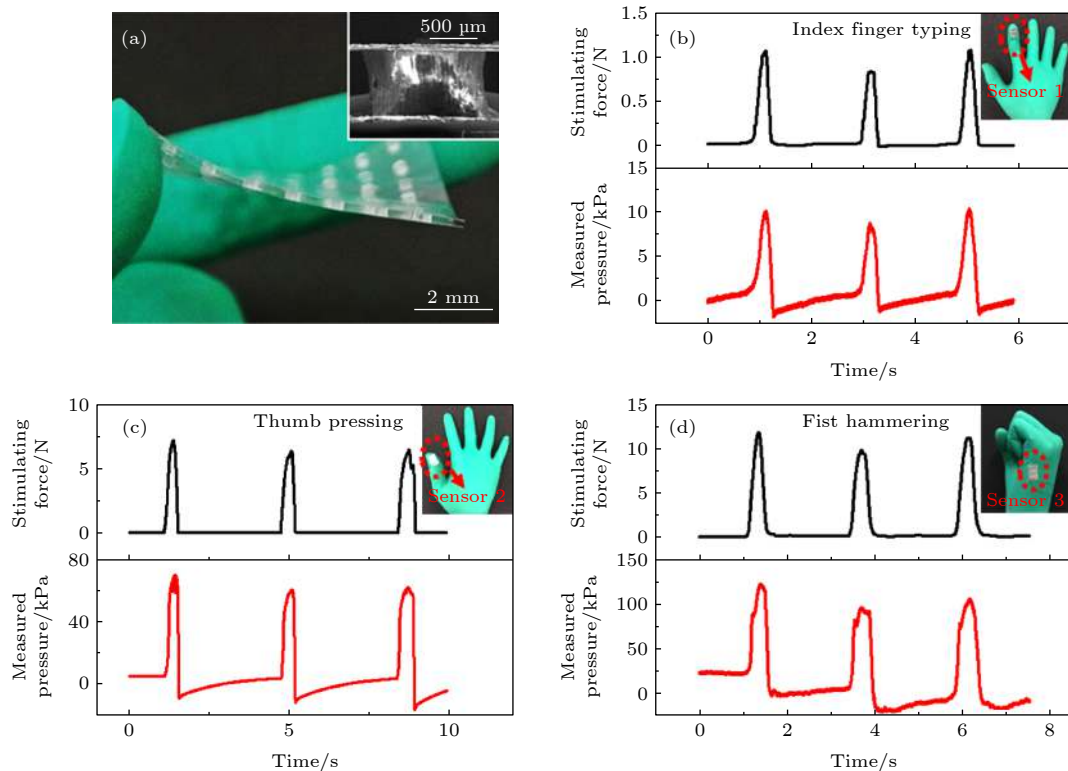 (a)
500 µm
2 mm
(b)
Index finger typing
Sensor 1
Stimulating
force/N
1.5
1.0
0.5
0
Measured
pressure/kPa
15
10
5
0
0
2
4
6
Time/s
(c)
Thumb pressing
Sensor 2
Stimulating
force/N
10
5
0
Measured
pressure/kPa
80
40
0
0
5
10
Time/s
(d)
Fist hammering
Sensor 3
Stimulating
force/N
15
10
5
0
Measured
pressure/kPa
150
100
50
0
0
2
4
6
8
Time/s